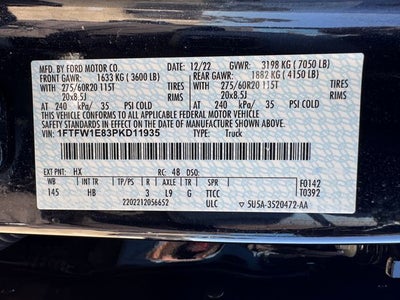 MFD. BY FORD MOTOR CO. 12/22 GVWR: 3198 KG ( 7050 LB)
FRONT GAWR: 1633 KG ( 3600 LB) REAR GAWR: 1882 KG ( 4150 LB)
WITH WITH
275/60R20 115T TIRES 275/60R20 115T TIRES
20x8.5J RIMS 20x8.5J RIMS
AT 240 kPa/ 35 PSI COLD AT 240 kPa/ 35 PSI COLD
THIS VEHICLE CONFORMS TO ALL APPLICABLE FEDERAL MOTOR VEHICLE
SAFETY STANDARDS IN EFFECT ON THE DATE OF MANUFACTURE SHOWN ABOVE.
VIN: 1FTFW1E83PKD11935 TYPE: Truck
EXT PNT: HX RC: 48 DSO:
WB INT TR TP/PS R AXLE TR SPR F0142
145 HB 3 L9 G TTCC T0392
2202212056652 ULC 5U5A-3520472-AA